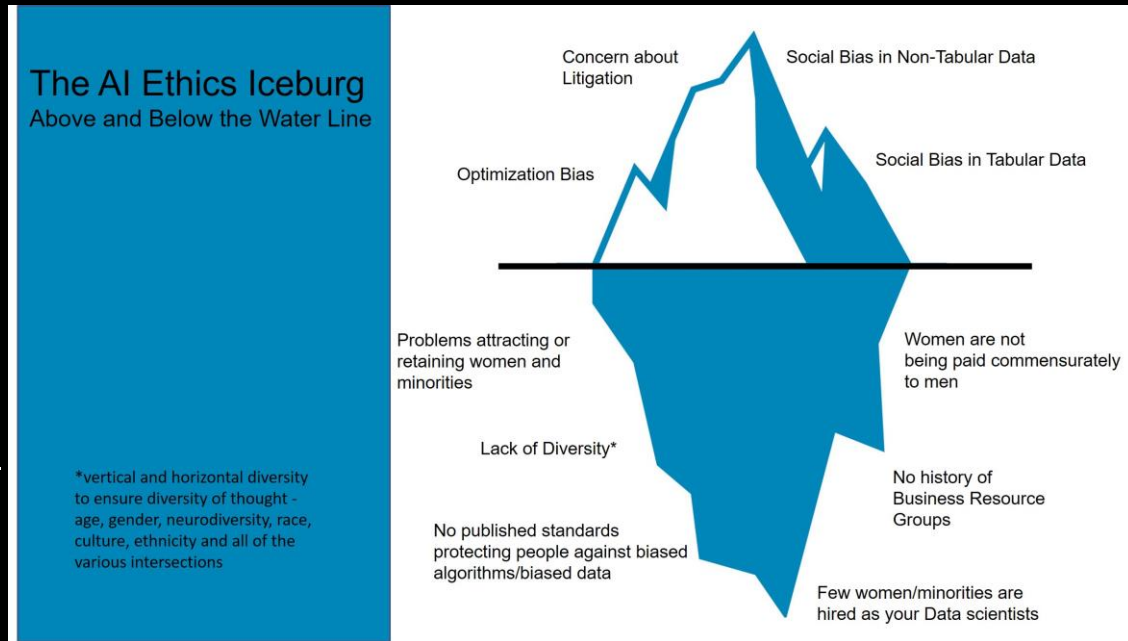 The AI Ethics Iceburg
Above and Below the Water Line
*vertical and horizontal diversity
to ensure diversity of thought -
age, gender, neurodiversity, race,
culture, ethnicity and all of the
various intersections
Concern about
Litigation
Social Bias in Non-Tabular Data
Optimization Bias
Social Bias in Tabular Data
Problems attracting or
retaining women and
minorities
Women are not
being paid commensurately
to men
Lack of Diversity*
No history of
Business Resource
Groups
No published standards
protecting people against biased
algorithms/biased data
Few women/minorities are
hired as your Data scientists